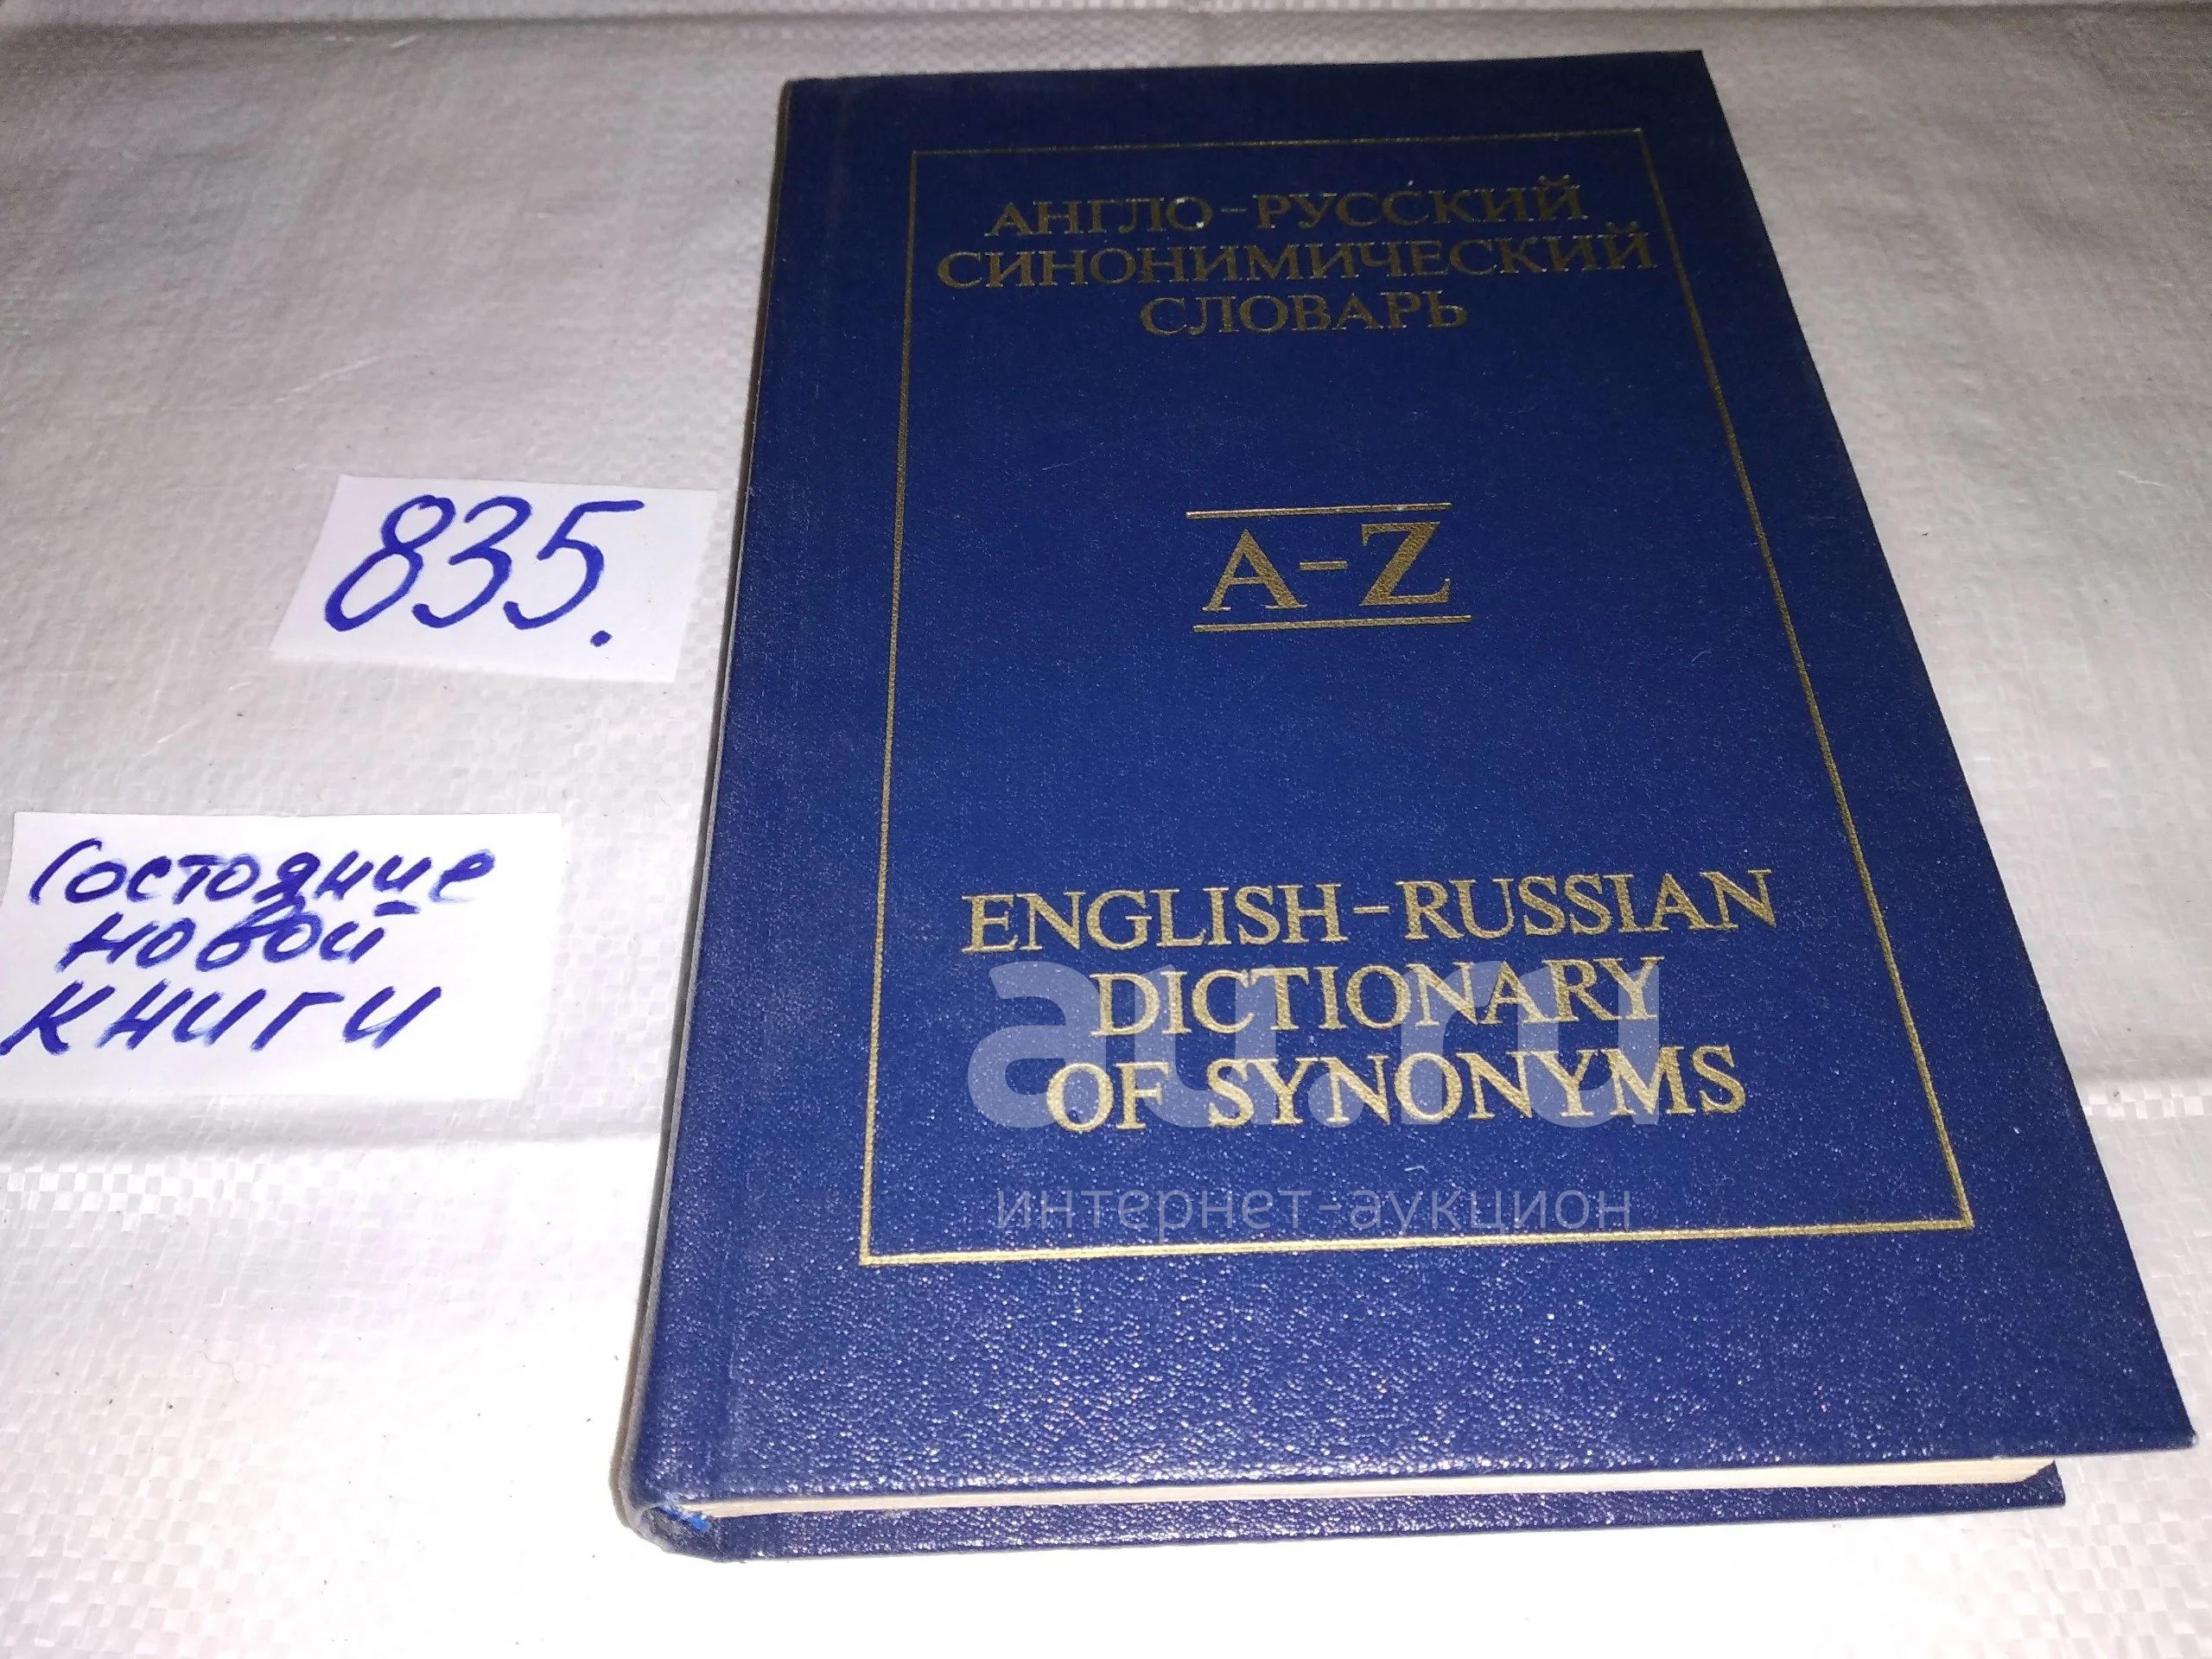 АНГЛО-РУССКИЙ
СИНОНИМИЧЕСКИЙ
СЛОВАРЬ
A-Z
ENGLISH-RUSSIAN
DICTIONARY
OF SYNONYMS
835.
Состояние
новой
книги
au.ru
интернет-аукцион